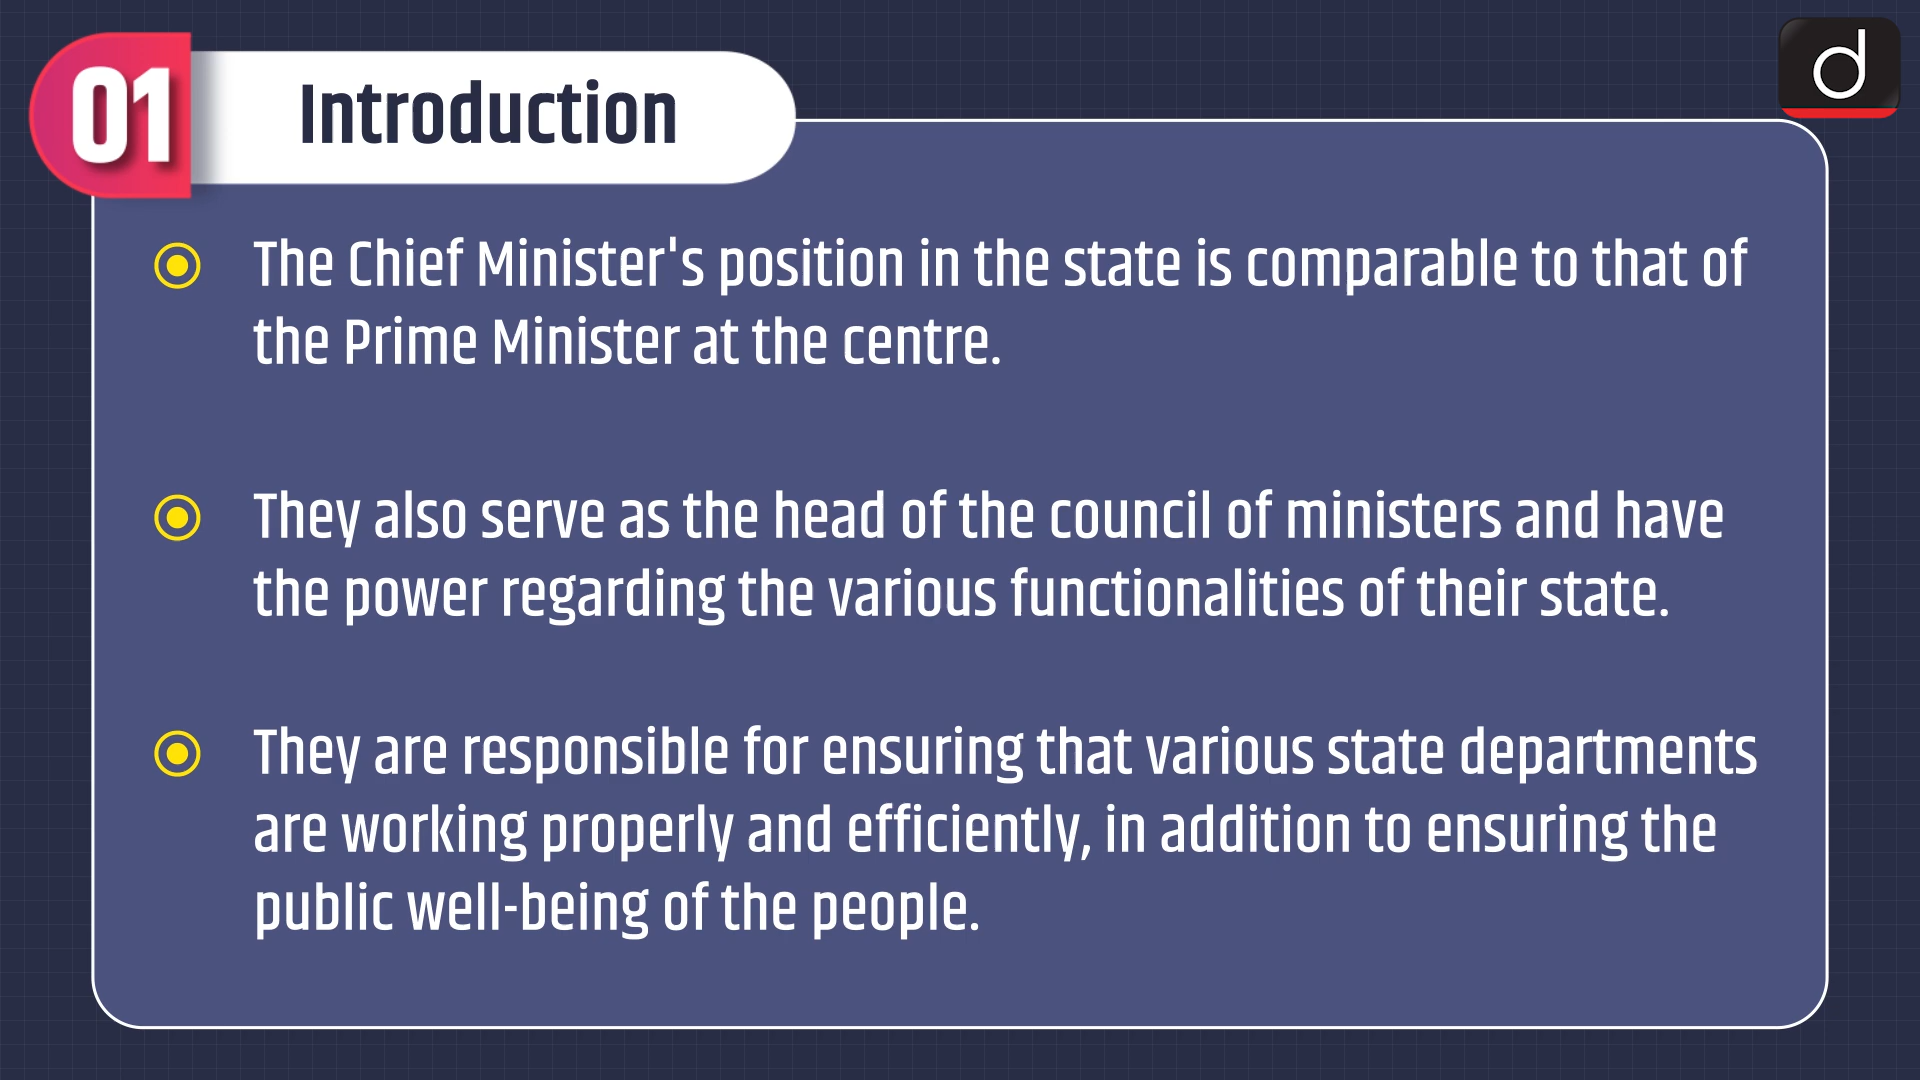 01
Introduction
d
The Chief Minister's position in the state is comparable to that of
the Prime Minister at the centre.
They also serve as the head of the council of ministers and have
the power regarding the various functionalities of their state.
They are responsible for ensuring that various state departments
are working properly and efficiently, in addition to ensuring the
public well-being of the people.